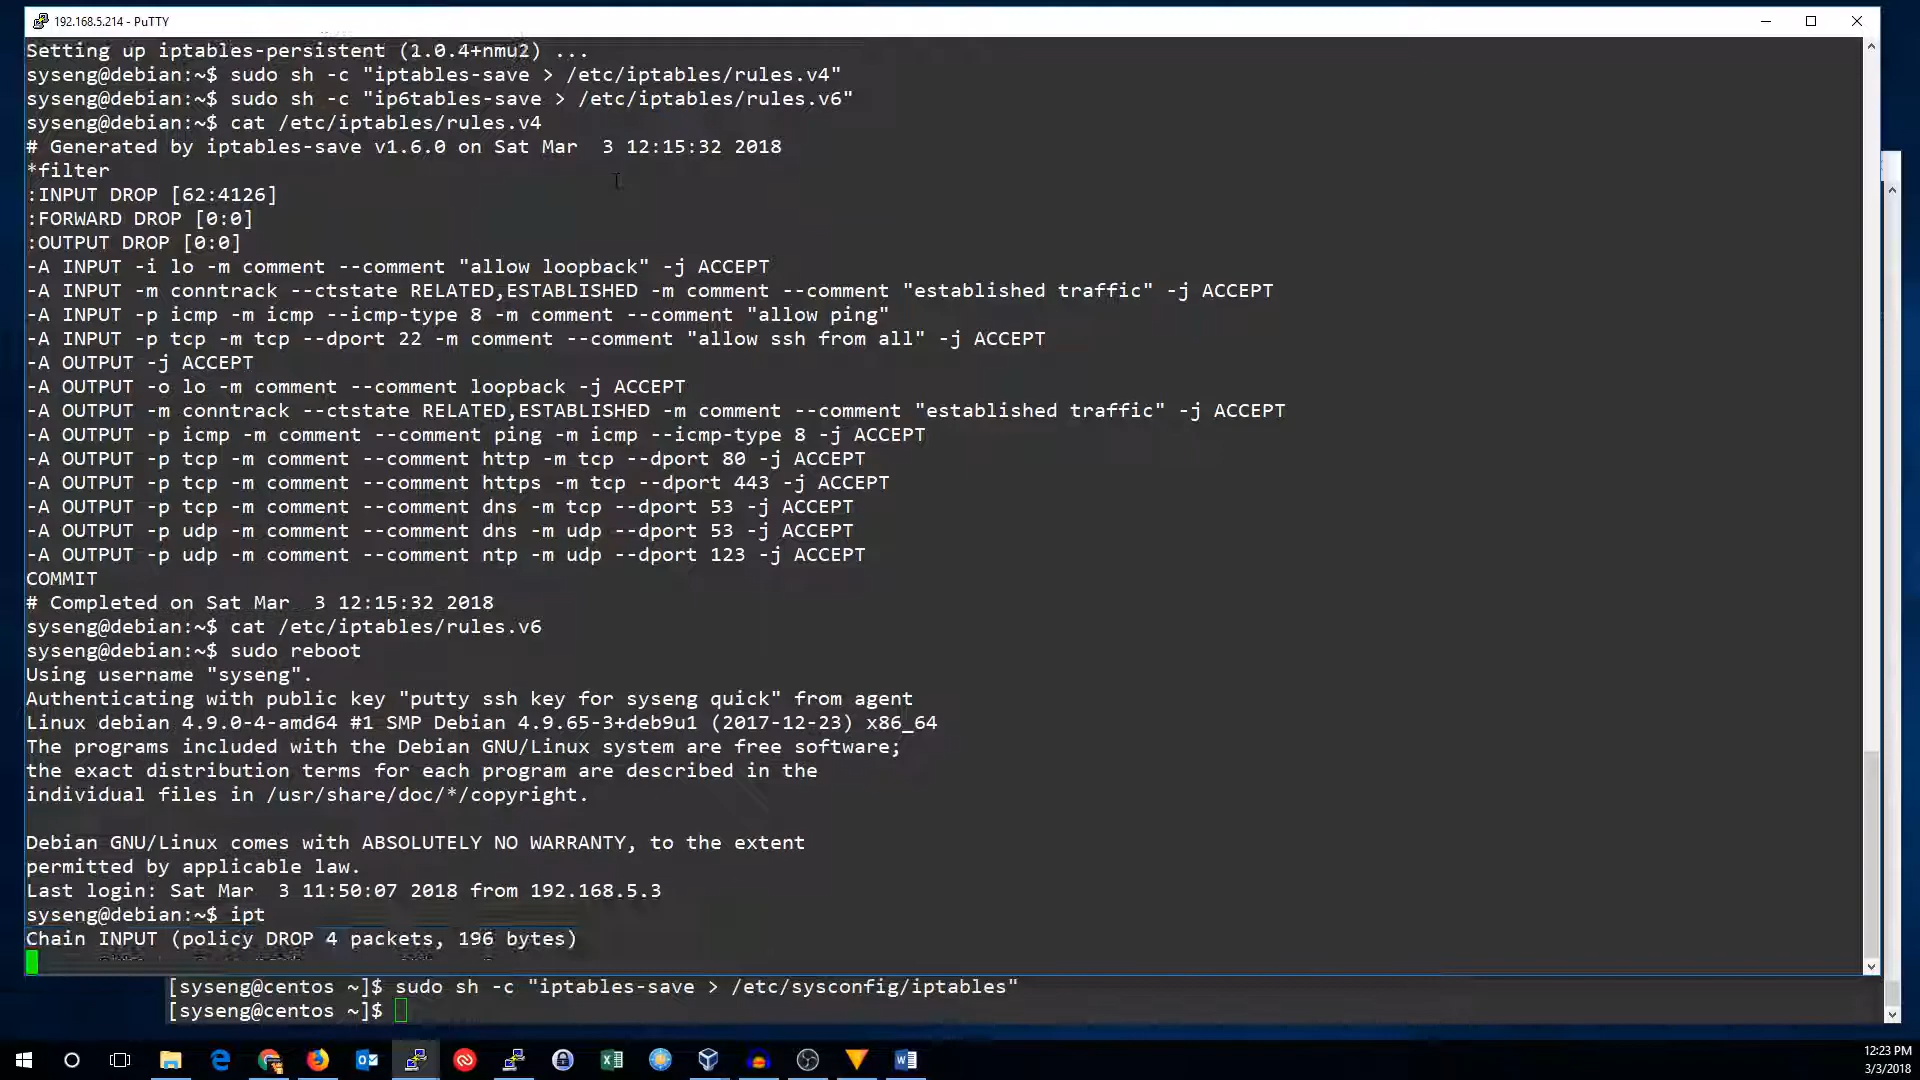 192.168.5.214 - PuTTY
Setting up iptables-persistent (1.0.4+nmu2) ...
syseng@debian:~$ sudo sh -c "iptables-save > /etc/iptables/rules.v4"
syseng@debian:~$ sudo sh -c "ip6tables-save > /etc/iptables/rules.v6"
syseng@debian:~$ cat /etc/iptables/rules.v4
# Generated by iptables-save v1.6.0 on Sat Mar  3 12:15:32 2018
*filter
:INPUT DROP [62:4126]
:FORWARD DROP [0:0]
:OUTPUT DROP [0:0]
-A INPUT -i lo -m comment --comment "allow loopback" -j ACCEPT
-A INPUT -m conntrack --ctstate RELATED,ESTABLISHED -m comment --comment "established traffic" -j ACCEPT
-A INPUT -p icmp -m icmp --icmp-type 8 -m comment --comment "allow ping"
-A INPUT -p tcp -m tcp --dport 22 -m comment --comment "allow ssh from all" -j ACCEPT
-A OUTPUT -j ACCEPT
-A OUTPUT -o lo -m comment --comment loopback -j ACCEPT
-A OUTPUT -m conntrack --ctstate RELATED,ESTABLISHED -m comment --comment "established traffic" -j ACCEPT
-A OUTPUT -p icmp -m comment --comment ping -m icmp --icmp-type 8 -j ACCEPT
-A OUTPUT -p tcp -m comment --comment http -m tcp --dport 80 -j ACCEPT
-A OUTPUT -p tcp -m comment --comment https -m tcp --dport 443 -j ACCEPT
-A OUTPUT -p tcp -m comment --comment dns -m tcp --dport 53 -j ACCEPT
-A OUTPUT -p udp -m comment --comment dns -m udp --dport 53 -j ACCEPT
-A OUTPUT -p udp -m comment --comment ntp -m udp --dport 123 -j ACCEPT
COMMIT
# Completed on Sat Mar  3 12:15:32 2018
syseng@debian:~$ cat /etc/iptables/rules.v6
syseng@debian:~$ sudo reboot
Using username "syseng".
Authenticating with public key "putty ssh key for syseng quick" from agent
Linux debian 4.9.0-4-amd64 #1 SMP Debian 4.9.65-3+deb9u1 (2017-12-23) x86_64
The programs included with the Debian GNU/Linux system are free software;
the exact distribution terms for each program are described in the
individual files in /usr/share/doc/*/copyright.
Debian GNU/Linux comes with ABSOLUTELY NO WARRANTY, to the extent
permitted by applicable law.
Last login: Sat Mar  3 11:50:07 2018 from 192.168.5.3
syseng@debian:~$ ipt
Chain INPUT (policy DROP 4 packets, 196 bytes)
[syseng@centos ~]$ sudo sh -c "iptables-save > /etc/sysconfig/iptables"
[syseng@centos ~]$
12:23 PM
3/3/2018